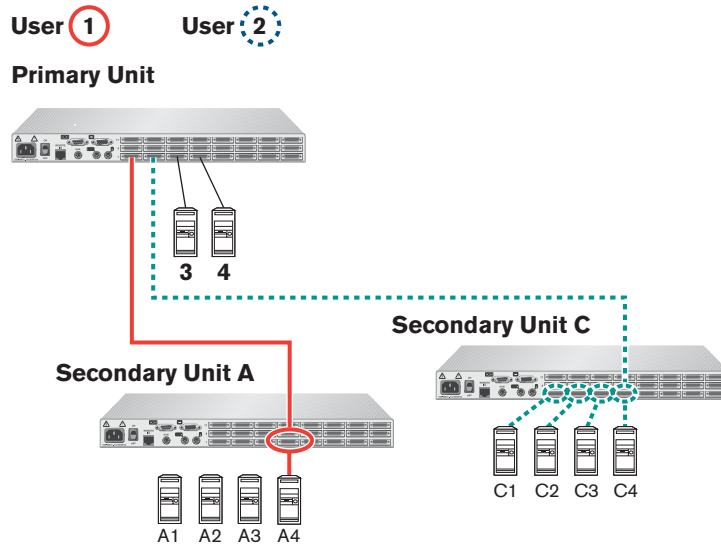 User 1 User 2
Primary Unit
3 4
Secondary Unit C
Secondary Unit A
C1 C2 C3 C4
A1 A2 A3 A4